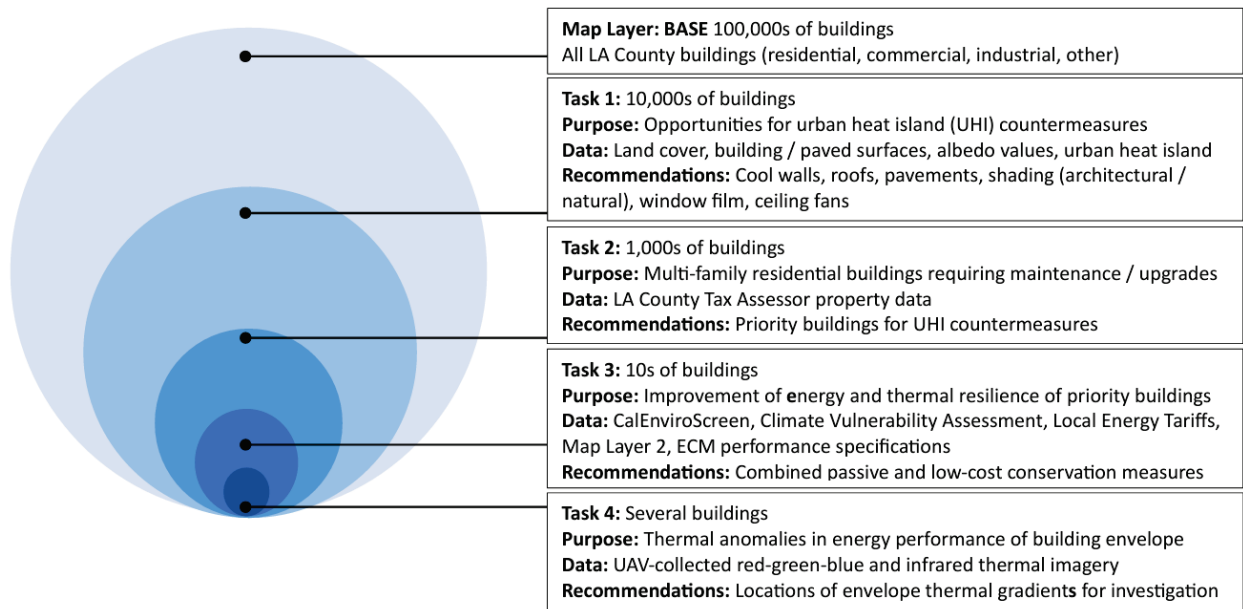 Map Layer: BASE 100,000s of buildings
All LA County buildings (residential, commercial, industrial, other)
Task 1: 10,000s of buildings
Purpose: Opportunities for urban heat island (UHI) countermeasures
Data: Land cover, building / paved surfaces, albedo values, urban heat island
Recommendations: Cool walls, roofs, pavements, shading (architectural /
natural), window film, ceiling fans
Task 2: 1,000s of buildings
Purpose: Multi-family residential buildings requiring maintenance / upgrades
Data: LA County Tax Assessor property data
Recommendations: Priority buildings for UHI countermeasures
Task 3: 10s of buildings
Purpose: Improvement of energy and thermal resilience of priority buildings
Data: CalEnviroScreen, Climate Vulnerability Assessment, Local Energy Tariffs,
Map Layer 2, ECM performance specifications
Recommendations: Combined passive and low-cost conservation measures
Task 4: Several buildings
Purpose: Thermal anomalies in energy performance of building envelope
Data: UAV-collected red-green-blue and infrared thermal imagery
Recommendations: Locations of envelope thermal gradients for investigation